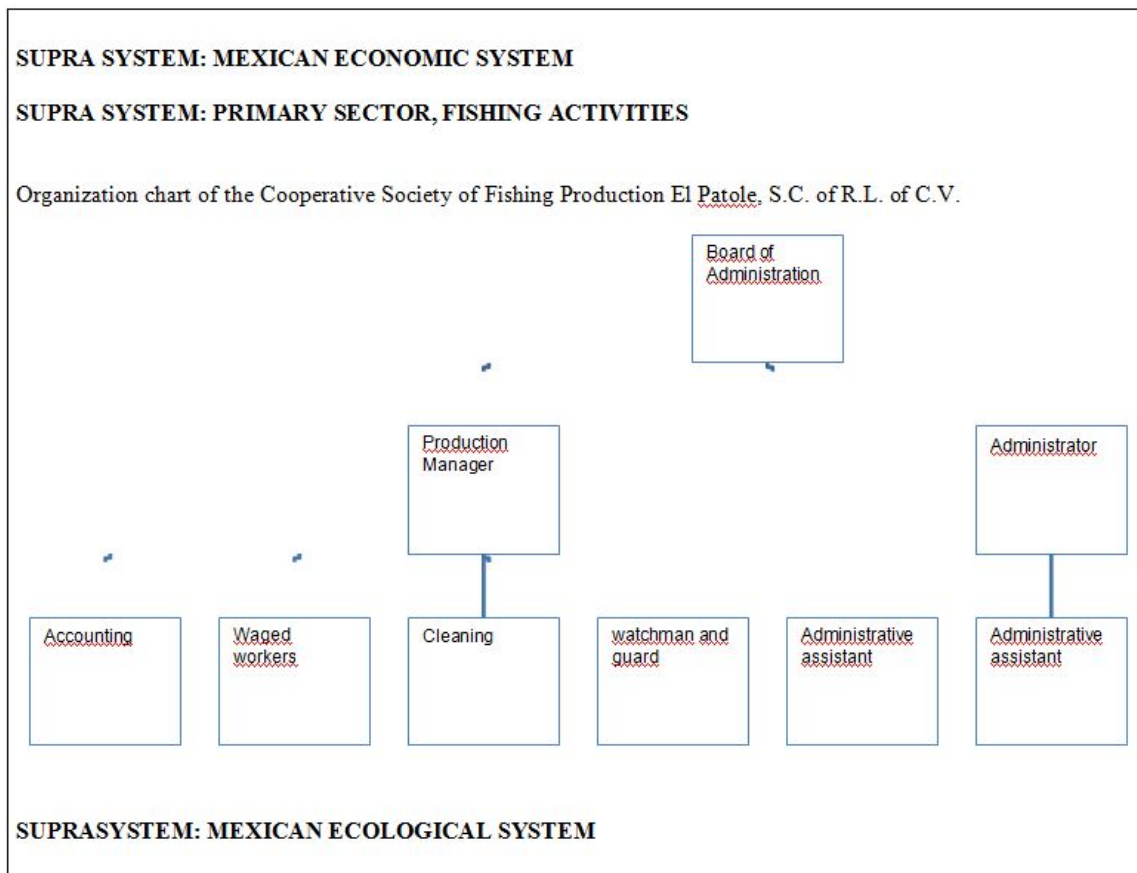 SUPRA SYSTEM: MEXICAN ECONOMIC SYSTEM
SUPRA SYSTEM: PRIMARY SECTOR, FISHING ACTIVITIES
Organization chart of the Cooperative Society of Fishing Production El Patole, S.C. of R.L. of C.V.
Board of
Administration
Production
Manager
Administrator
Accounting
Waged
workers
Cleaning
watchman and
guard
Administrative
assistant
Administrative
assistant
SUPRASYSTEM: MEXICAN ECOLOGICAL SYSTEM